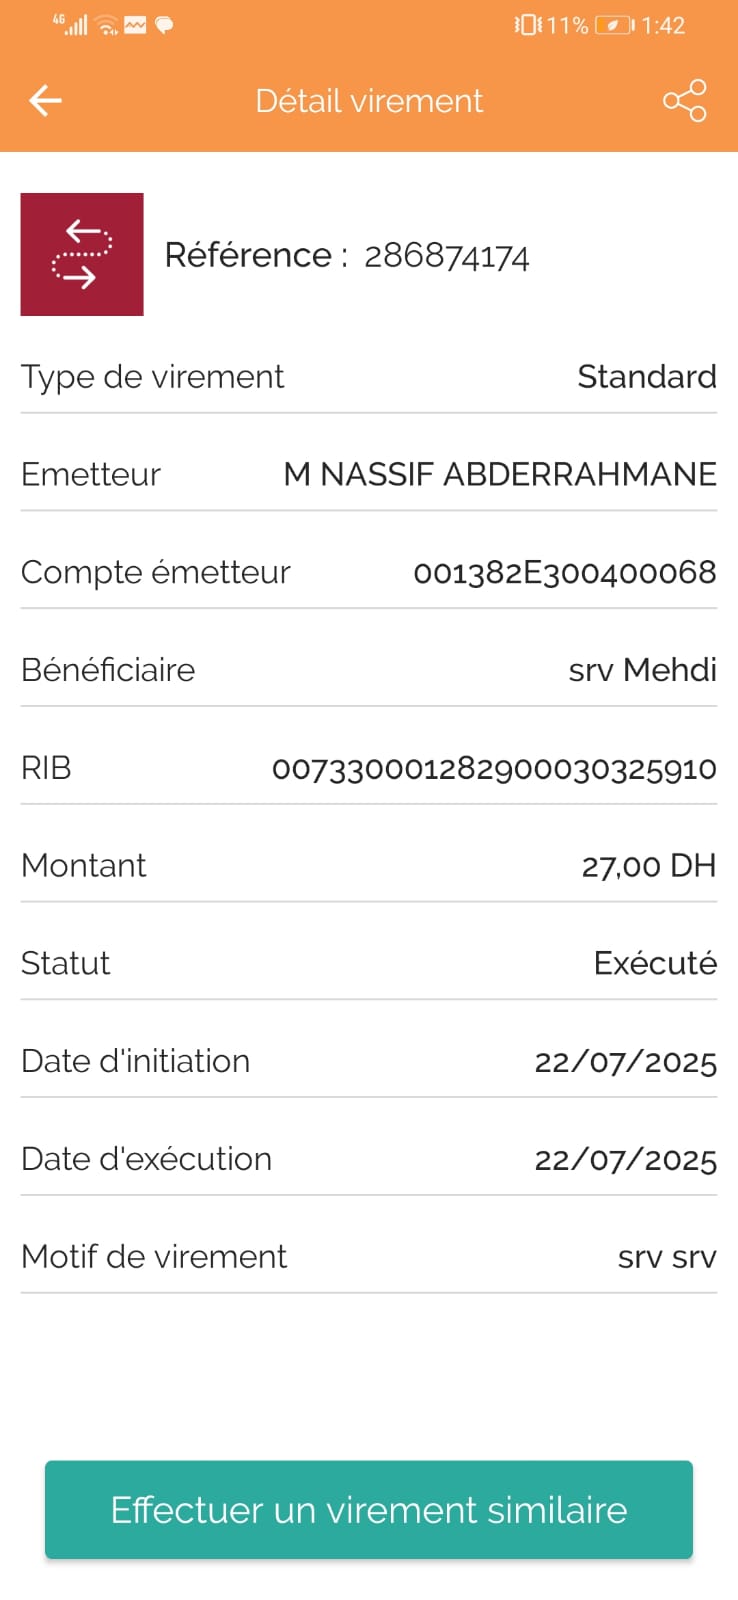 4G 11% 1:42
Détail virement
Référence : 286874174
Type de virement Standard
Emetteur M NASSIF ABDERRAHMANE
Compte émetteur 001382E300400068
Bénéficiaire srv Mehdi
RIB 007330001282900030325910
Montant 27,00 DH
Statut Exécuté
Date d'initiation 22/07/2025
Date d'exécution 22/07/2025
Motif de virement srv srv
Effectuer un virement similaire